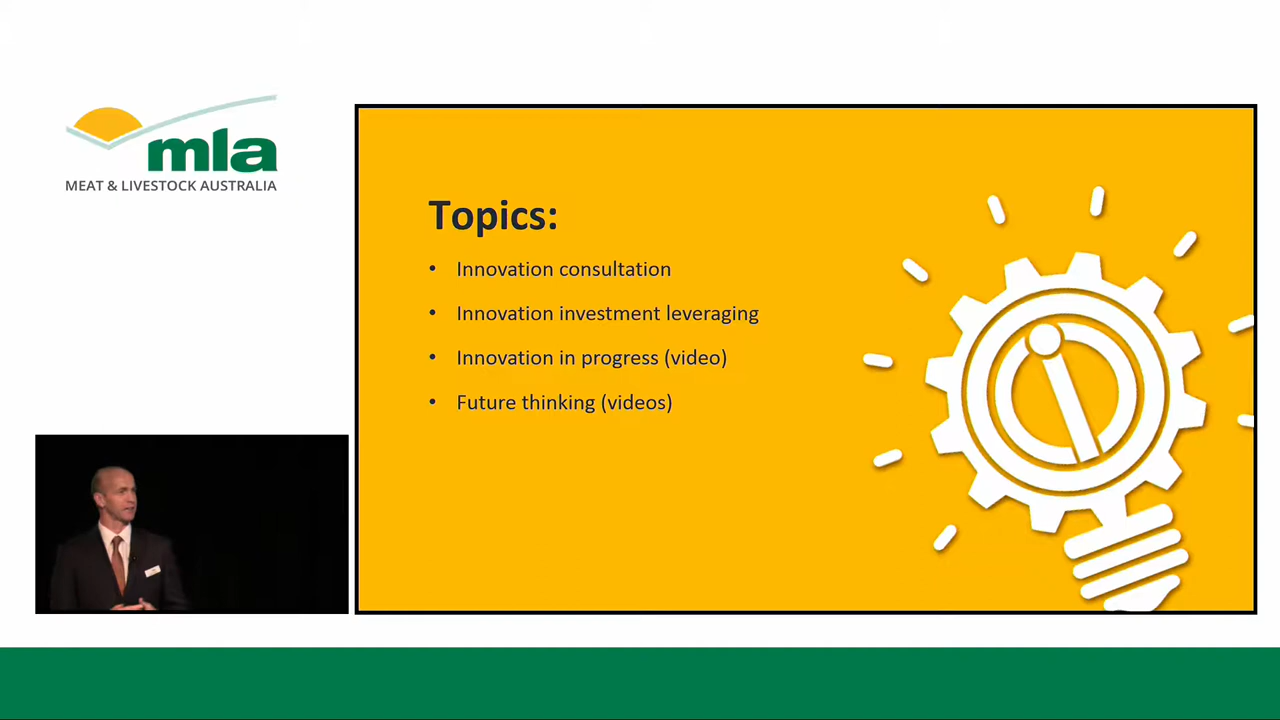 mla
MEAT & LIVESTOCK AUSTRALIA
Topics:
• Innovation consultation
• Innovation investment leveraging
• Innovation in progress (video)
• Future thinking (videos)